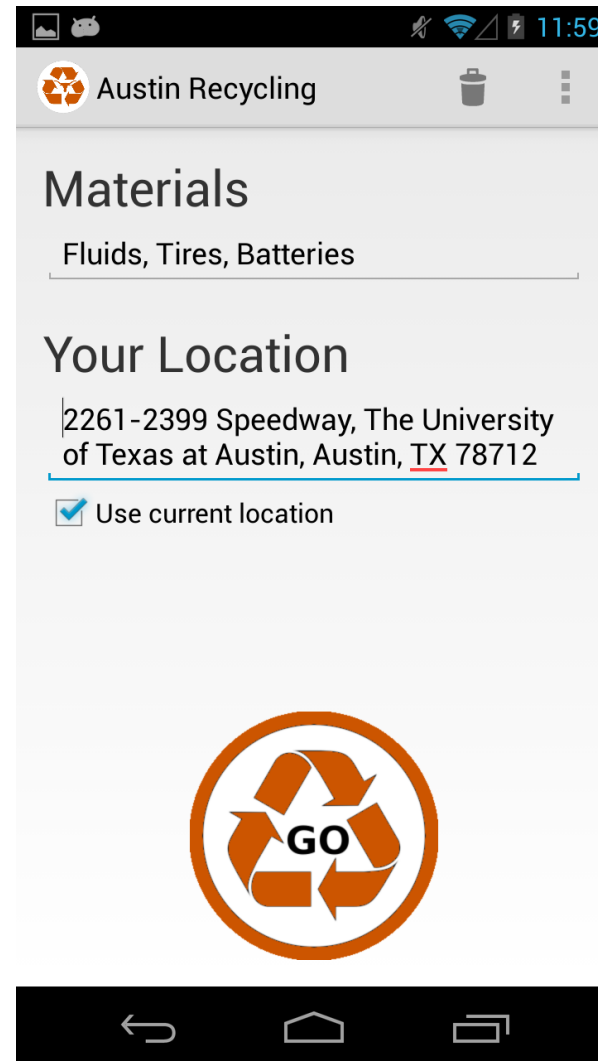 11:59
Austin Recycling
Materials
Fluids, Tires, Batteries
Your Location
2261-2399 Speedway, The University
of Texas at Austin, Austin, TX 78712
Use current location
GO